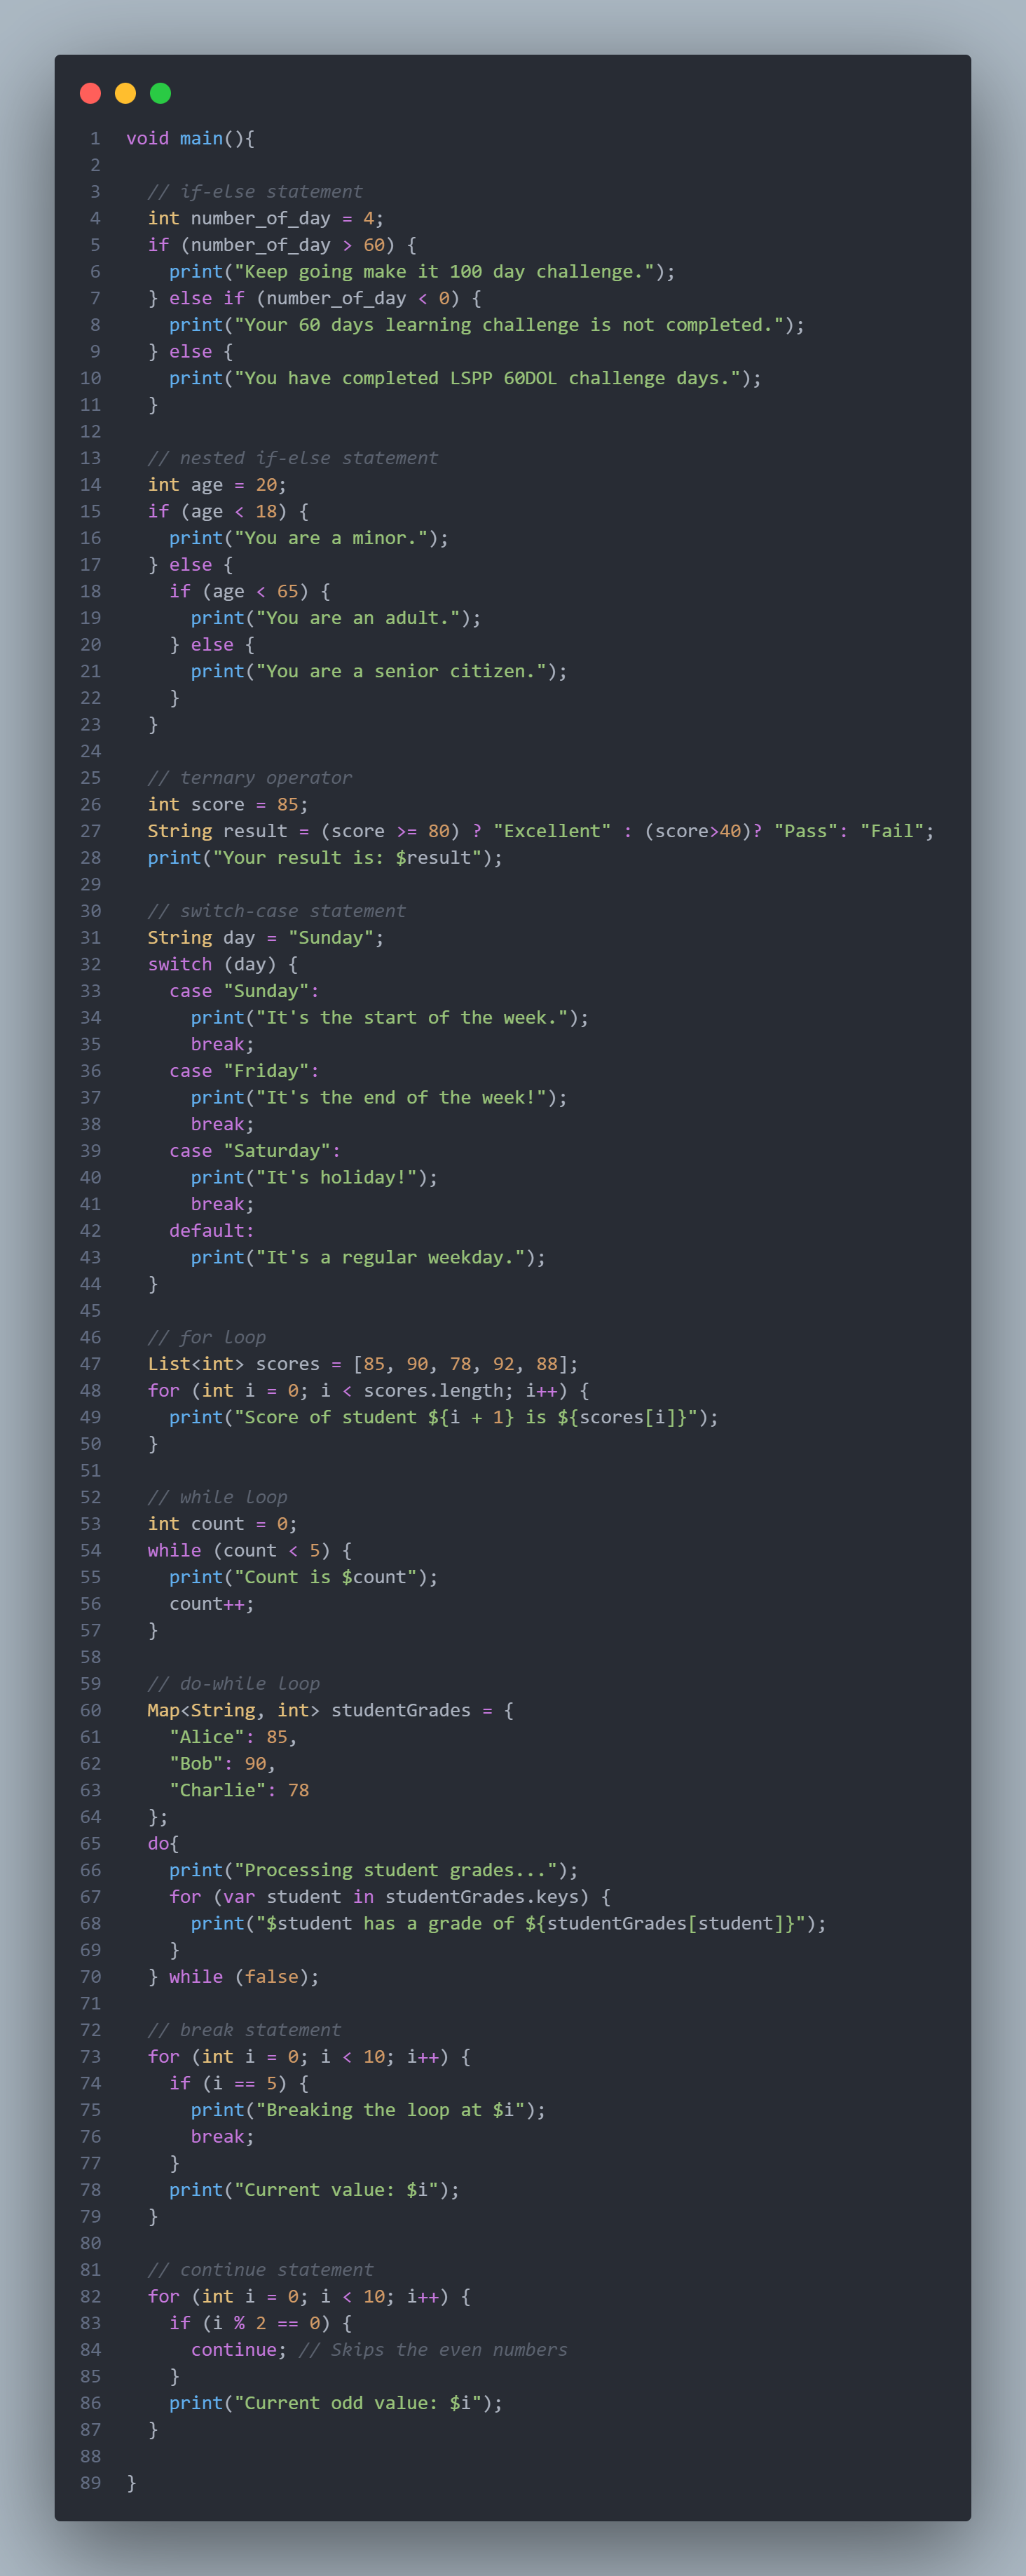 1 void main(){
2
3 // if-else statement
4 int number_of_day = 4;
5 if (number_of_day > 60) {
6 print("Keep going make it 100 day challenge.");
7 } else if (number_of_day < 0) {
8 print("Your 60 days learning challenge is not completed.");
9 } else {
10 print("You have completed LSPP 60DOL challenge days.");
11 }
12
13 // nested if-else statement
14 int age = 20;
15 if (age < 18) {
16 print("You are a minor.");
17 } else {
18 if (age < 65) {
19 print("You are an adult.");
20 } else {
21 print("You are a senior citizen.");
22 }
23 }
24
25 // ternary operator
26 int score = 85;
27 String result = (score >= 80) ? "Excellent" : (score>40)? "Pass": "Fail";
28 print("Your result is: $result");
29
30 // switch-case statement
31 String day = "Sunday";
32 switch (day) {
33 case "Sunday":
34 print("It's the start of the week.");
35 break;
36 case "Friday":
37 print("It's the end of the week!");
38 break;
39 case "Saturday":
40 print("It's holiday!");
41 break;
42 default:
43 print("It's a regular weekday.");
44 }
45
46 // for loop
47 List<int> scores = [85, 90, 78, 92, 88];
48 for (int i = 0; i < scores.length; i++) {
49 print("Score of student ${i + 1} is ${scores[i]}");
50 }
51
52 // while loop
53 int count = 0;
54 while (count < 5) {
55 print("Count is $count");
56 count++;
57 }
58
59 // do-while loop
60 Map<String, int> studentGrades = {
61 "Alice": 85,
62 "Bob": 90,
63 "Charlie": 78
64 };
65 do{
66 print("Processing student grades...");
67 for (var student in studentGrades.keys) {
68 print("$student has a grade of ${studentGrades[student]}");
69 }
70 } while (false);
71
72 // break statement
73 for (int i = 0; i < 10; i++) {
74 if (i == 5) {
75 print("Breaking the loop at $i");
76 break;
77 }
78 print("Current value: $i");
79 }
80
81 // continue statement
82 for (int i = 0; i < 10; i++) {
83 if (i % 2 == 0) {
84 continue; // Skips the even numbers
85 }
86 print("Current odd value: $i");
87 }
88
89 }